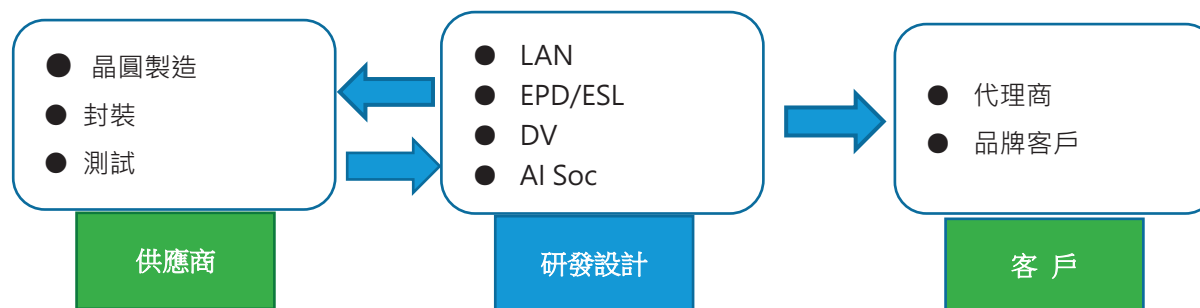 ● 晶圓製造
● 封裝
● 測試
供應商
● LAN
● EPD/ESL
● DV
● AI Soc
研發設計
● 代理商
● 品牌客戶
客 戶